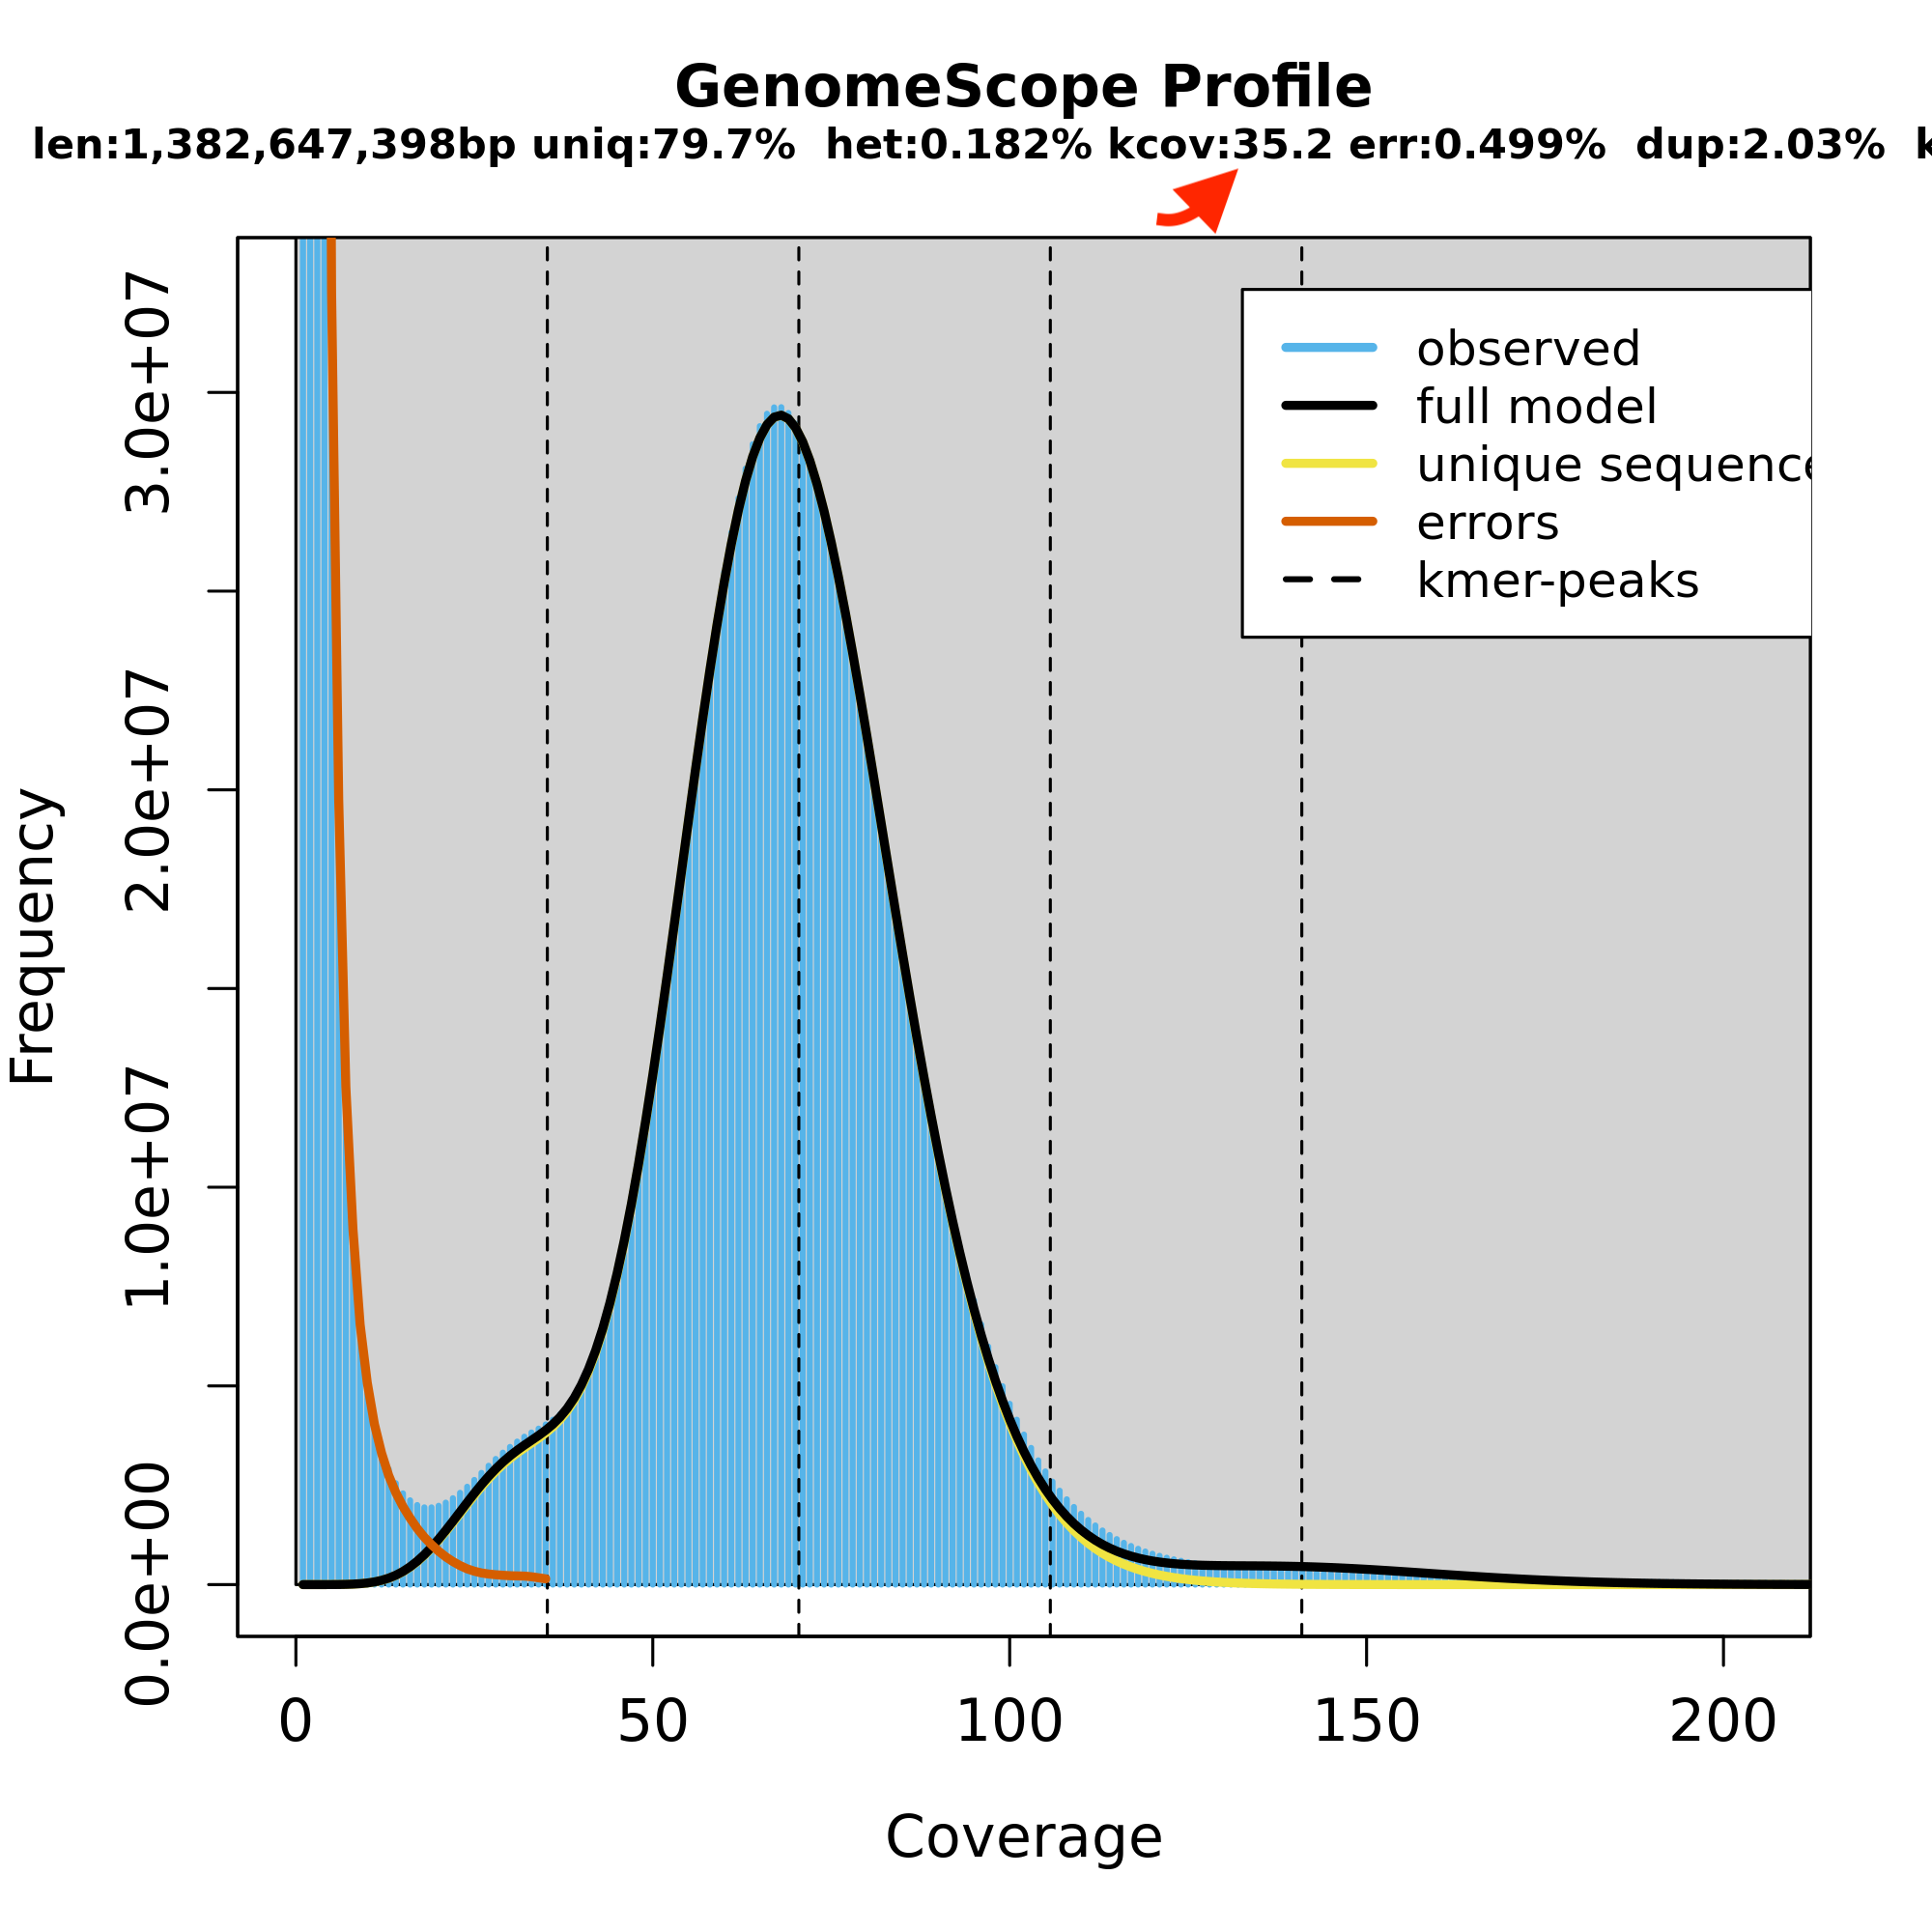 GenomeScope Profile
len:1,382,647,398bp uniq:79.7% het:0.182% kcov:35.2 err:0.499% dup:2.03% k
observed
full model
unique sequence
errors
kmer-peaks
Frequency
3.0e+07
2.0e+07
1.0e+07
0.0e+00
0 50 100 150 200
Coverage